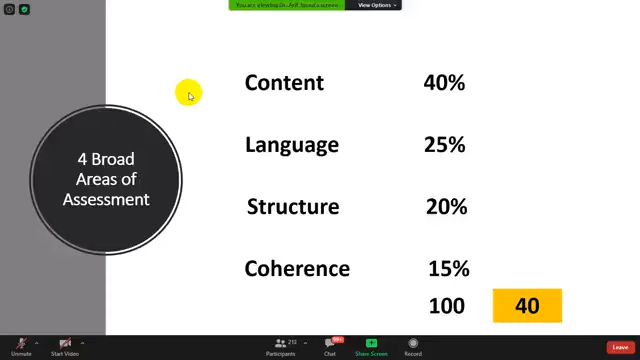 View Options
Content 40%
4 Broad
Areas of
Assessment
Language 25%
Structure 20%
Coherence 15%
100 40
Unmute
Start Video
Participants
Chat
Share Screen
Record
Leave